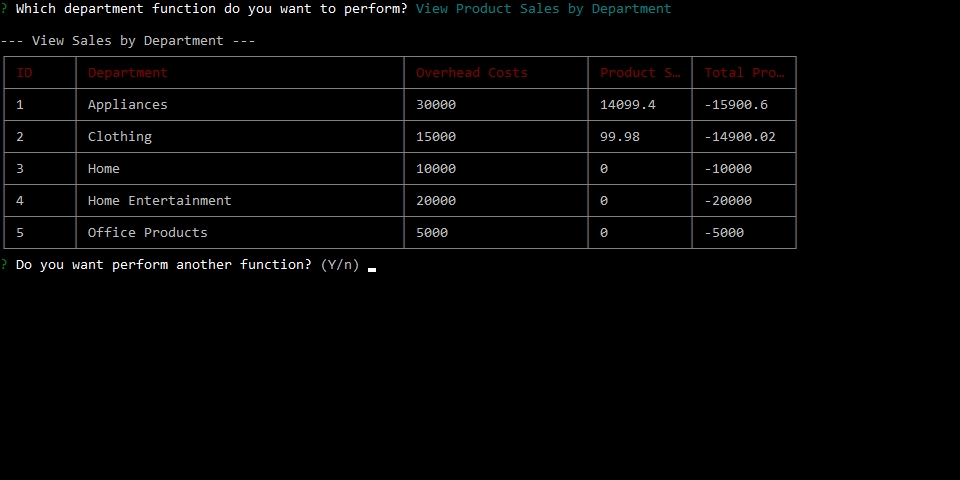 ? Which department function do you want to perform? View Product Sales by Department
--- View Sales by Department ---
ID Department Overhead Costs Product S… Total Pro…
1 Appliances 30000 14099.4 -15900.6
2 Clothing 15000 99.98 -14900.02
3 Home 10000 0 -10000
4 Home Entertainment 20000 0 -20000
5 Office Products 5000 0 -5000
? Do you want perform another function? (Y/n)